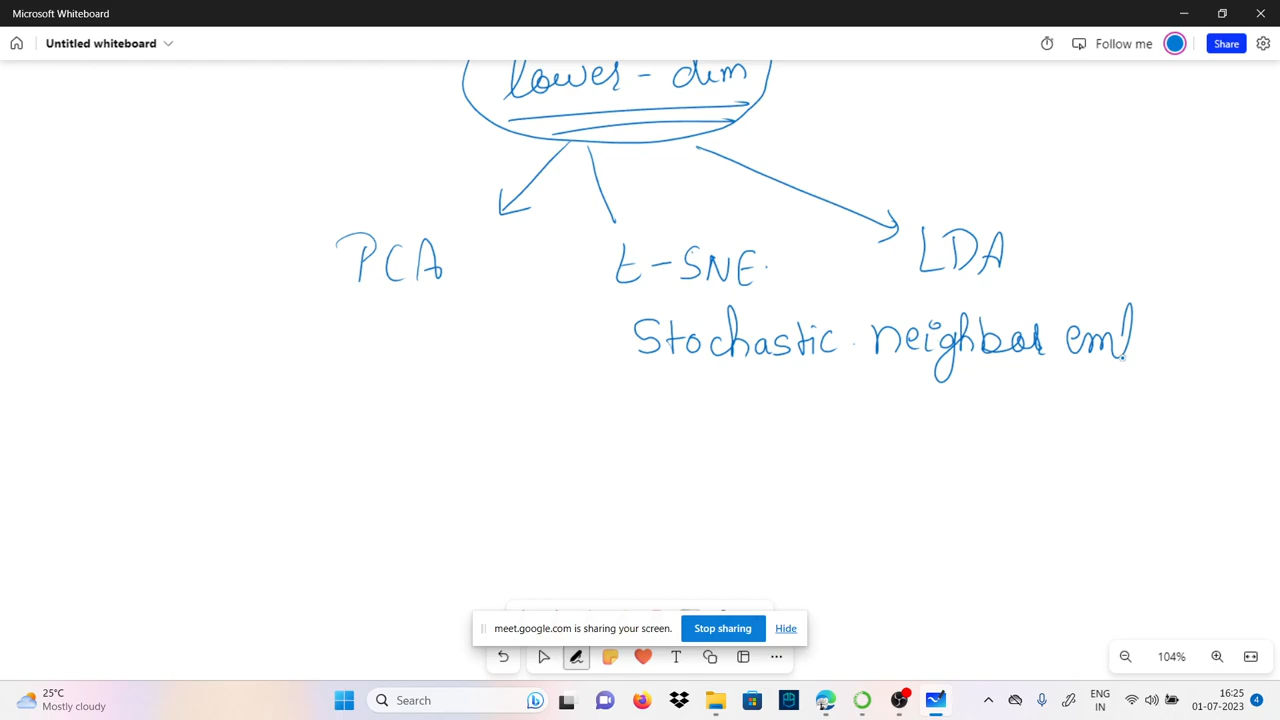 Microsoft Whiteboard
Untitled whiteboard
Follow me
Share
lower - dim
PCA
t-SNE.
LDA
Stochastic neighbor em
meet.google.com is sharing your screen.
Stop sharing
Hide
104%
25°C
Mostly cloudy
Search
ENG
IN
16:25
01-07-2023
4